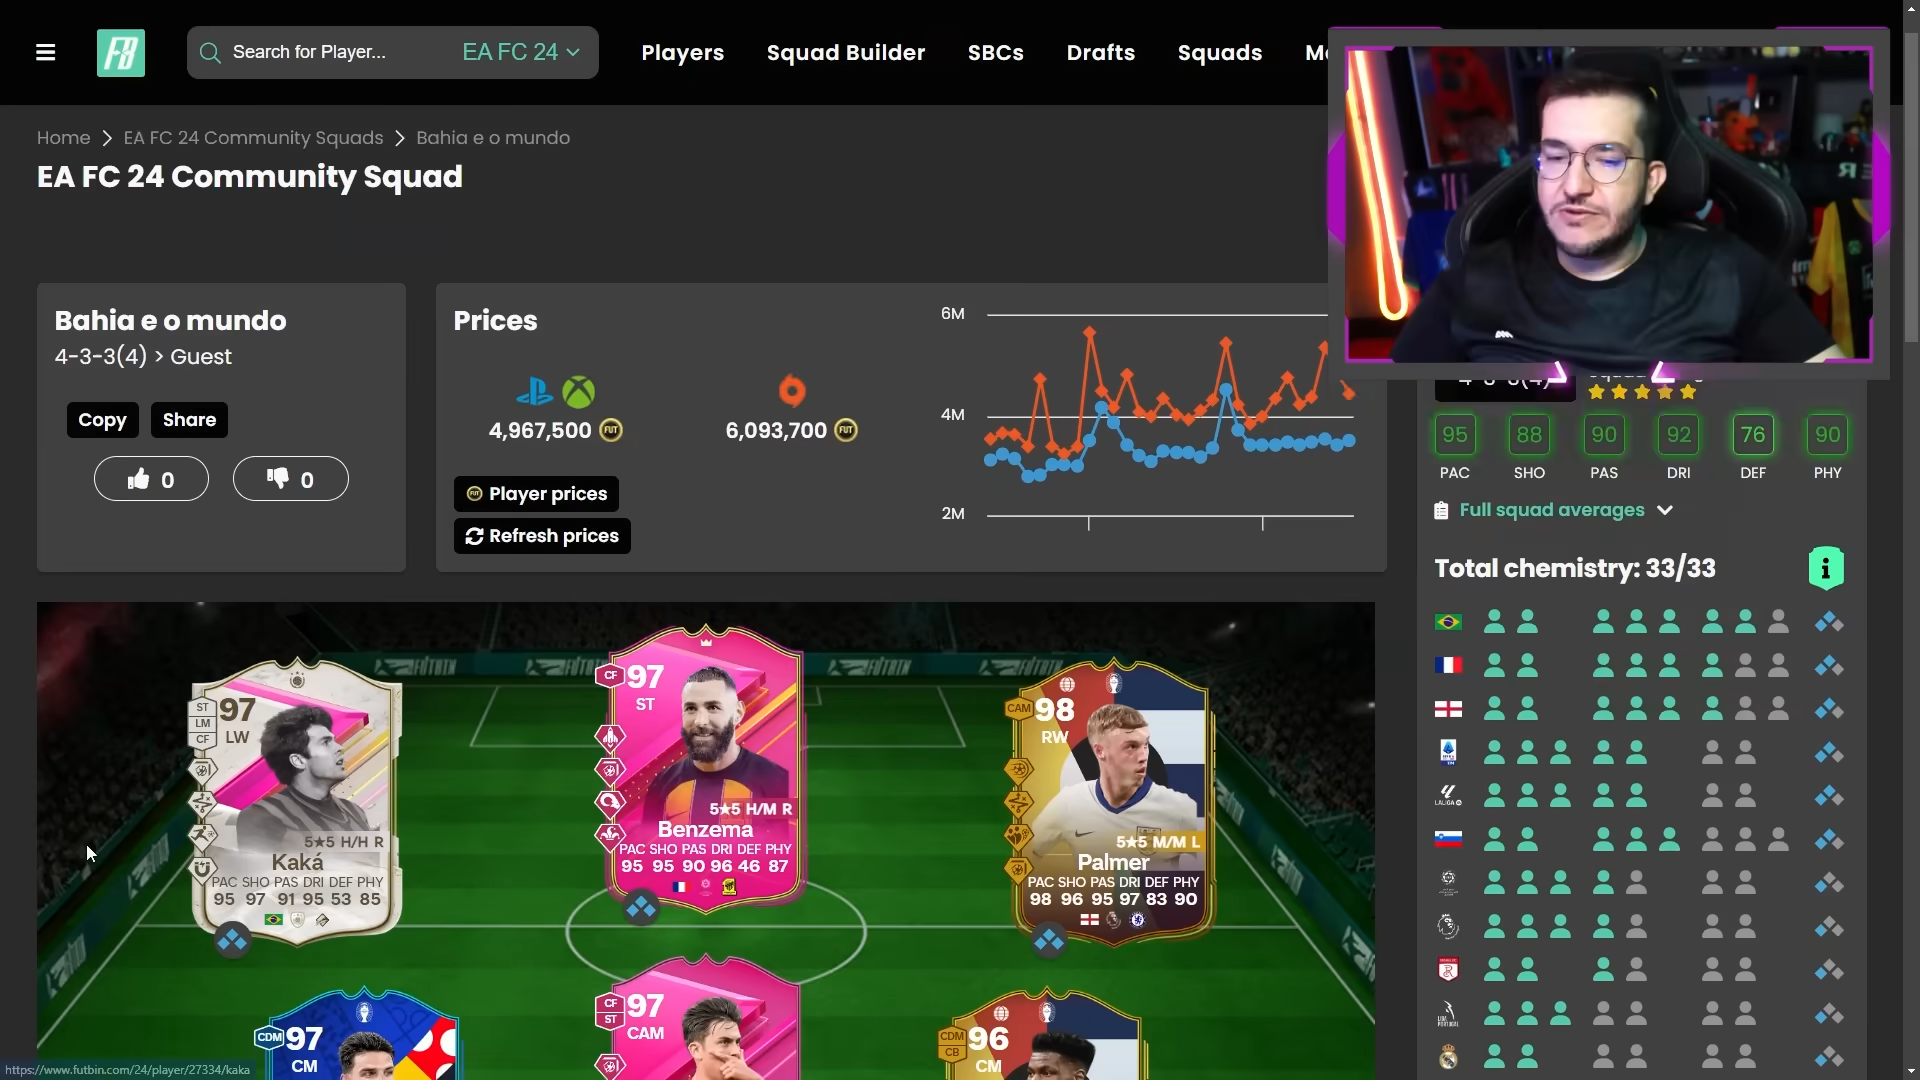 FB
Search for Player...
EA FC 24
Players
Squad Builder
SBCs
Drafts
Squads
Home
EA FC 24 Community Squads
Bahia e o mundo
EA FC 24 Community Squad
Bahia e o mundo
4-3-3(4) > Guest
Copy
Share
0
0
Prices
4,967,500
6,093,700
Player prices
Refresh prices
6M
4M
2M
95
88
90
92
76
90
PAC
SHO
PAS
DRI
DEF
PHY
Full squad averages
Total chemistry: 33/33
ST
LM
CF
97
LW
5★5 H/H R
Kaká
PAC SHO PAS DRI DEF PHY
95 97 91 95 53 85
CF
97
ST
5★5 H/M R
Benzema
PAC SHO PAS DRI DEF PHY
95 95 90 96 46 87
CAM
98
RW
5★5 M/M L
Palmer
PAC SHO PAS DRI DEF PHY
98 96 95 97 83 90
CDM
97
CM
CF
ST
97
CAM
CDM
CB
96
CM
https://www.futbin.com/24/player/27334/kaka